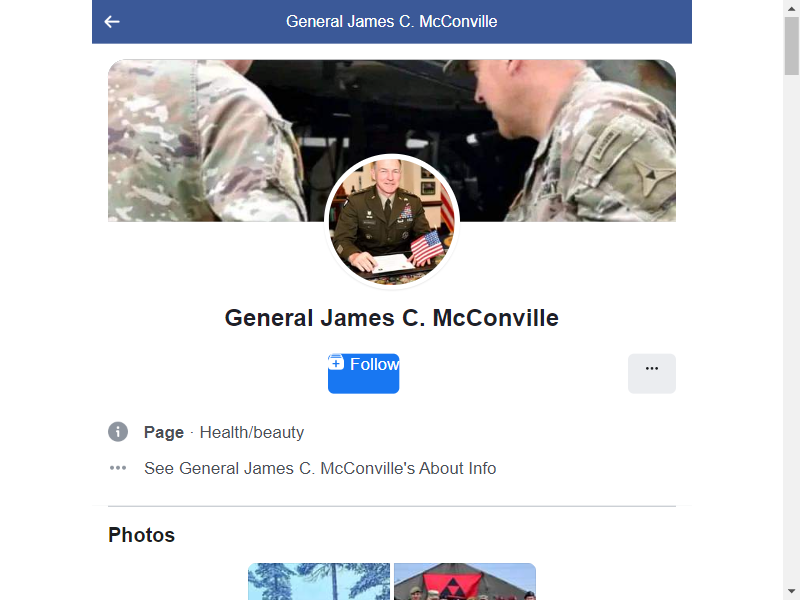 General James C. McConville
General James C. McConville
Follow
Page · Health/beauty
See General James C. McConville's About Info
Photos